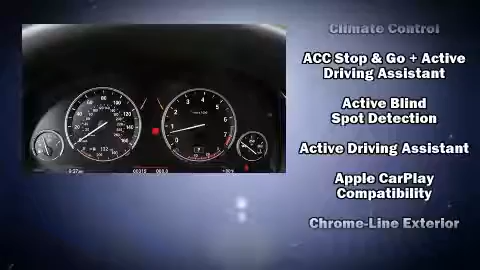 Climate Control
ACC Stop & Go + Active
Driving Assistant
Active Blind
Spot Detection
Active Driving Assistant
Apple CarPlay
Compatibility
Chrome-Line Exterior